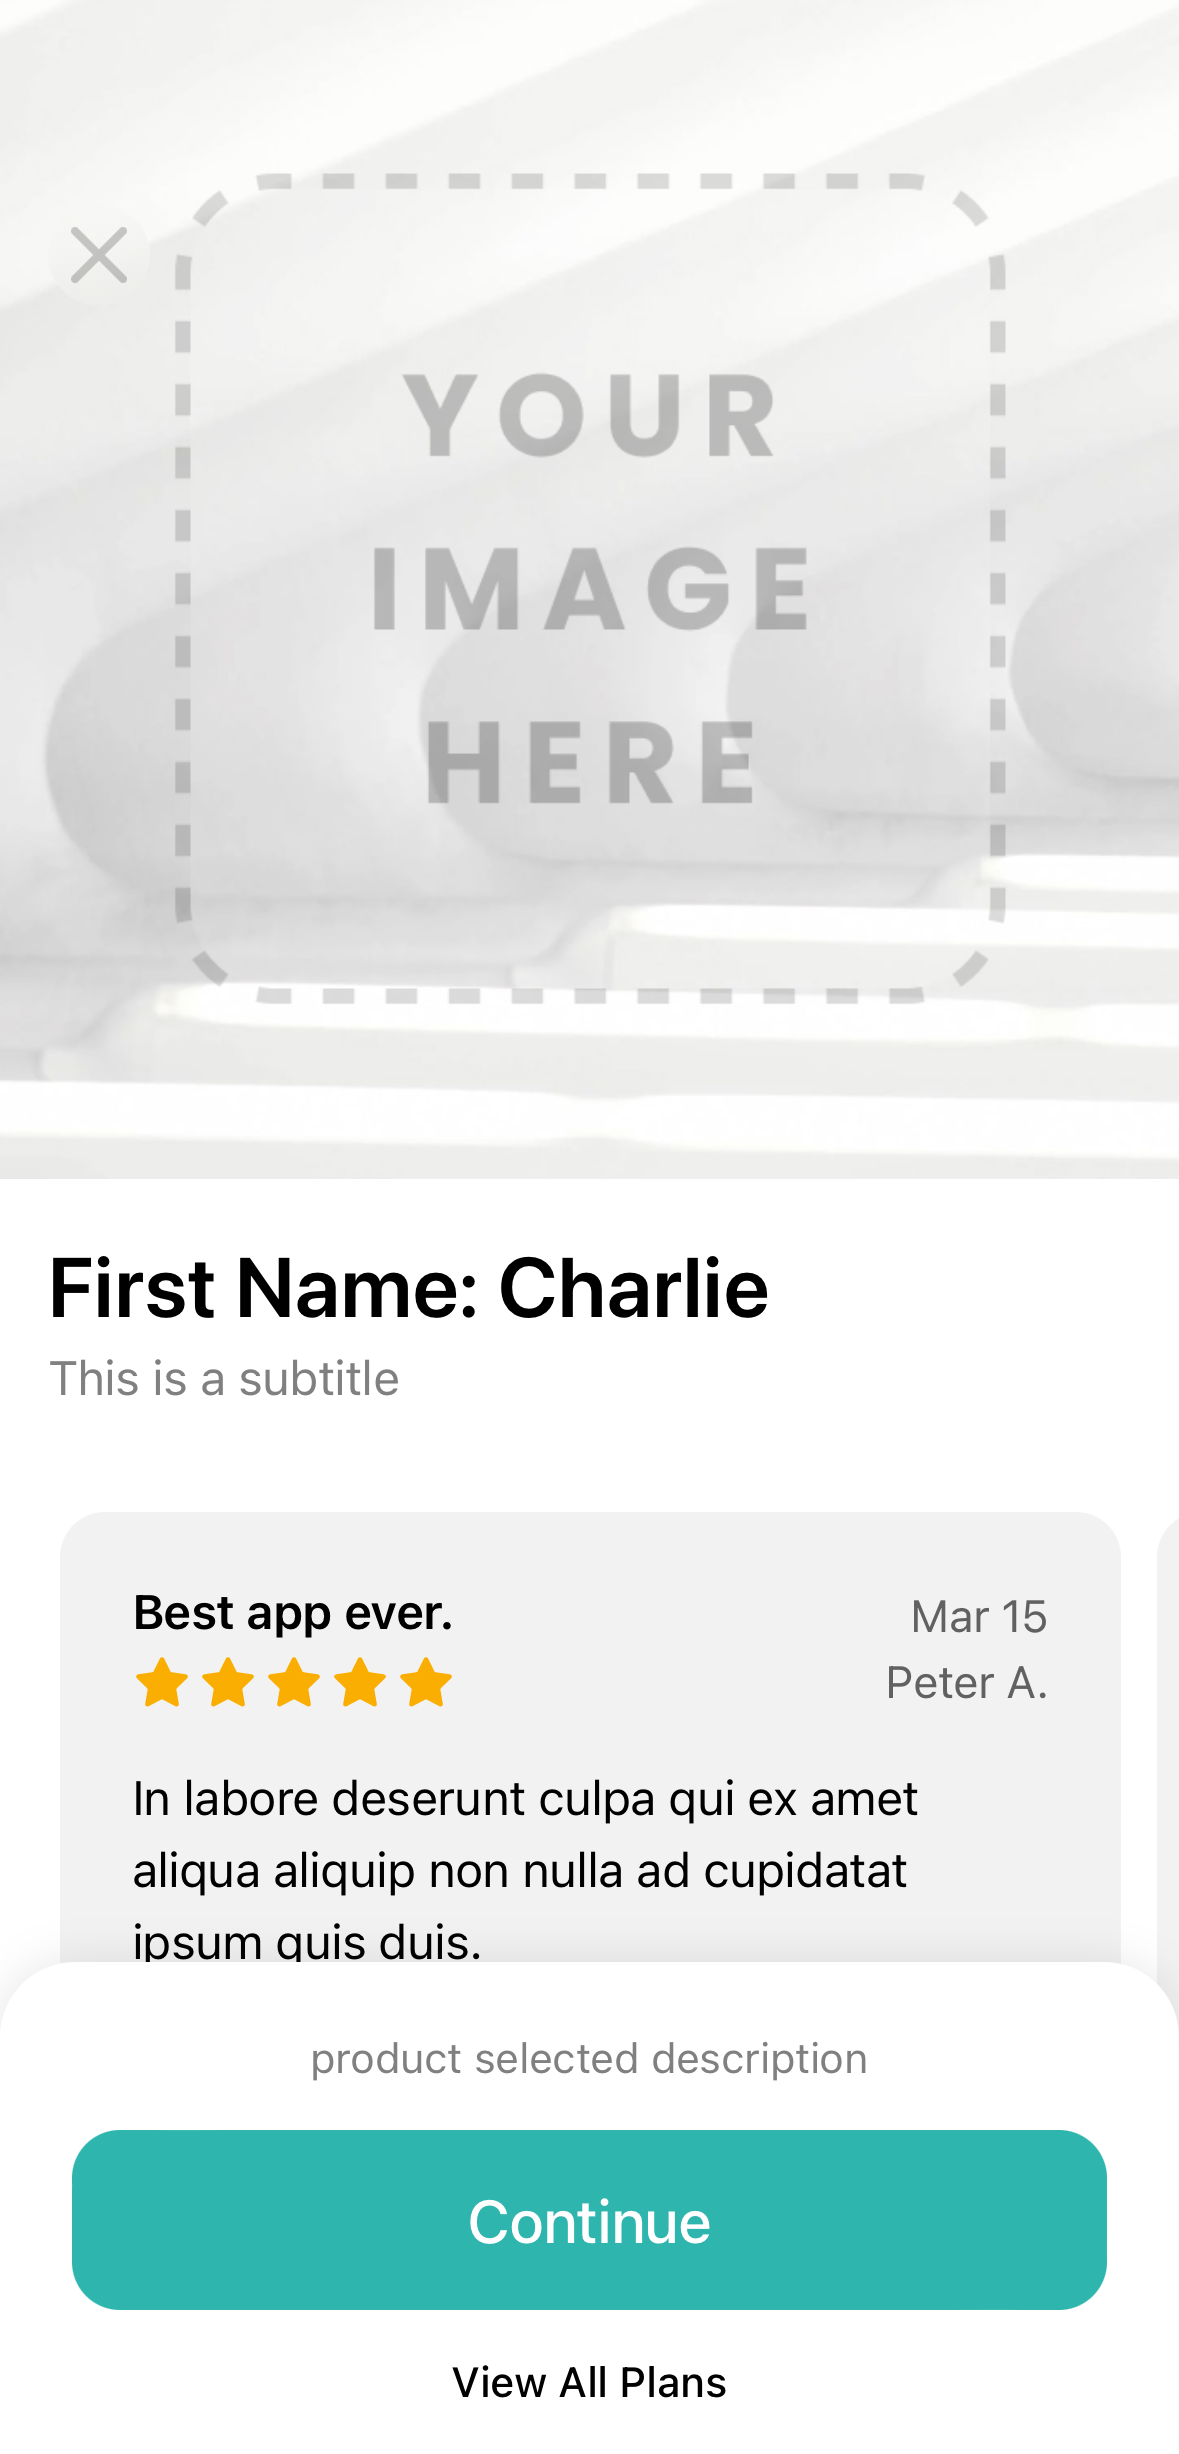 YOUR
IMAGE
HERE
First Name: Charlie
This is a subtitle
Best app ever.
Mar 15
Peter A.
In labore deserunt culpa qui ex amet
aliqua aliquip non nulla ad cupidatat
ipsum quis duis.
product selected description
Continue
View All Plans